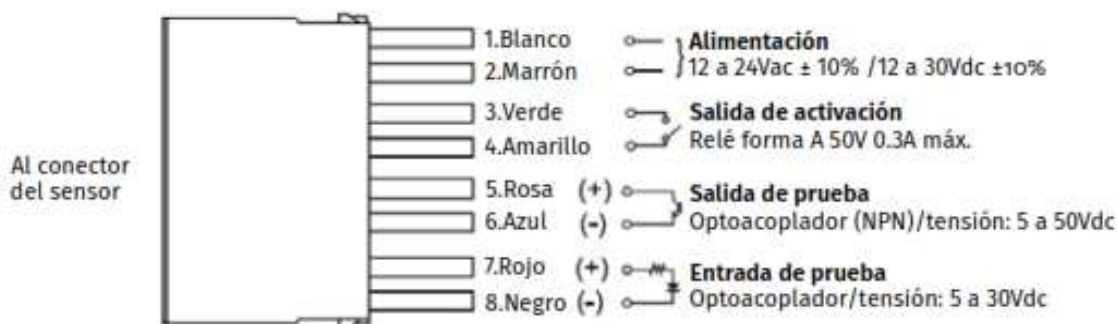 Al conector
del sensor
1.Blanco
2.Marrón
Alimentación
12 a 24Vac ± 10% /12 a 30Vdc ±10%
3.Verde
4.Amarillo
Salida de activación
Relé forma A 50V 0.3A máx.
5.Rosa (+)
6.Azul (-)
Salida de prueba
Optoacoplador (NPN)/tensión: 5 a 50Vdc
7.Rojo (+)
8.Negro (-)
Entrada de prueba
Optoacoplador/tensión: 5 a 30Vdc